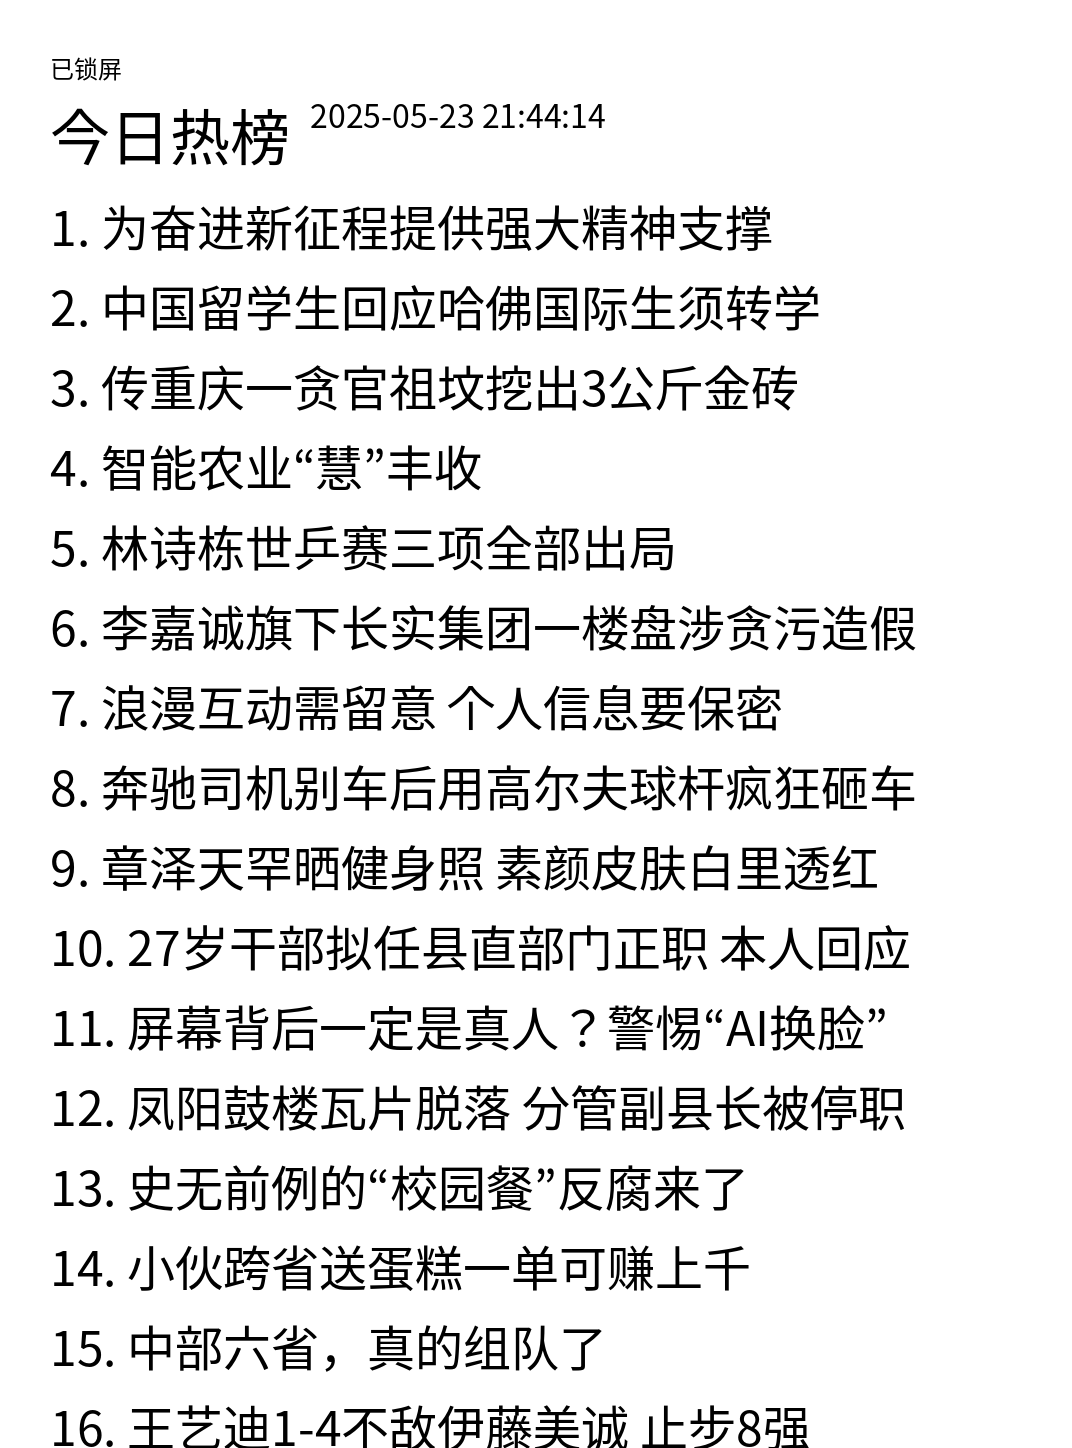 已锁屏
今日热榜 2025-05-23 21:44:14
1. 为奋进新征程提供强大精神支撑
2. 中国留学生回应哈佛国际生须转学
3. 传重庆一贪官祖坟挖出3公斤金砖
4. 智能农业“慧”丰收
5. 林诗栋世乒赛三项全部出局
6. 李嘉诚旗下长实集团一楼盘涉贪污造假
7. 浪漫互动需留意 个人信息要保密
8. 奔驰司机别车后用高尔夫球杆疯狂砸车
9. 章泽天罕晒健身照 素颜皮肤白里透红
10. 27岁干部拟任县直部门正职 本人回应
11. 屏幕背后一定是真人？警惕“AI换脸”
12. 凤阳鼓楼瓦片脱落 分管副县长被停职
13. 史无前例的“校园餐”反腐来了
14. 小伙跨省送蛋糕一单可赚上千
15. 中部六省，真的组队了
16. 王艺迪1-4不敌伊藤美诚 止步8强